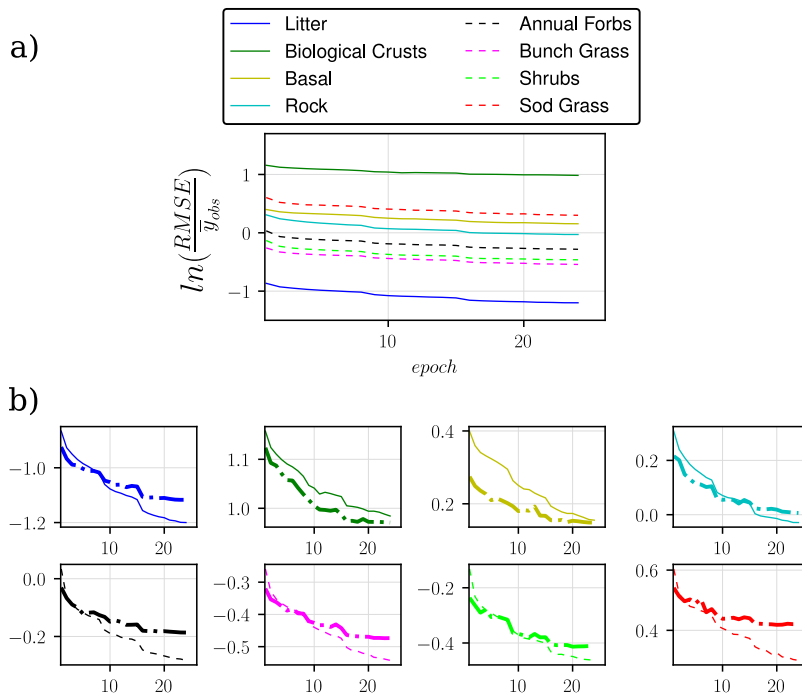 a)
Litter
Biological Crusts
Basal
Rock
Annual Forbs
Bunch Grass
Shrubs
Sod Grass
ln(RMSE/y̅obs)
1
0
−1
10 20
epoch
b)
−1.0
−1.2
10 20
1.1
1.0
10 20
0.4
0.2
10 20
0.2
0.0
10 20
0.0
−0.2
10 20
−0.3
−0.4
−0.5
10 20
−0.2
−0.4
10 20
0.6
0.4
10 20